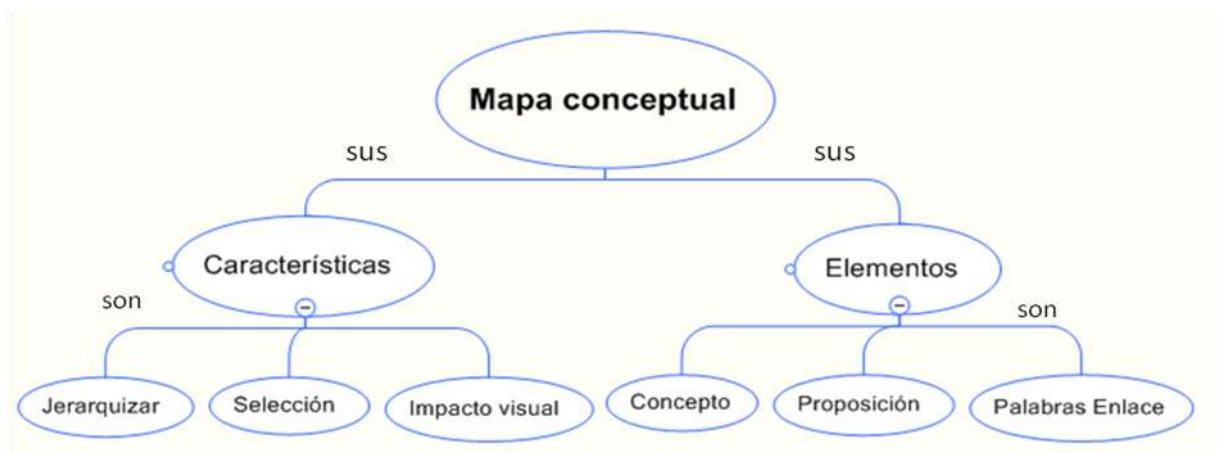 Mapa conceptual
sus
sus
Características
Elementos
son
son
Jerarquizar
Selección
Impacto visual
Concepto
Proposición
Palabras Enlace